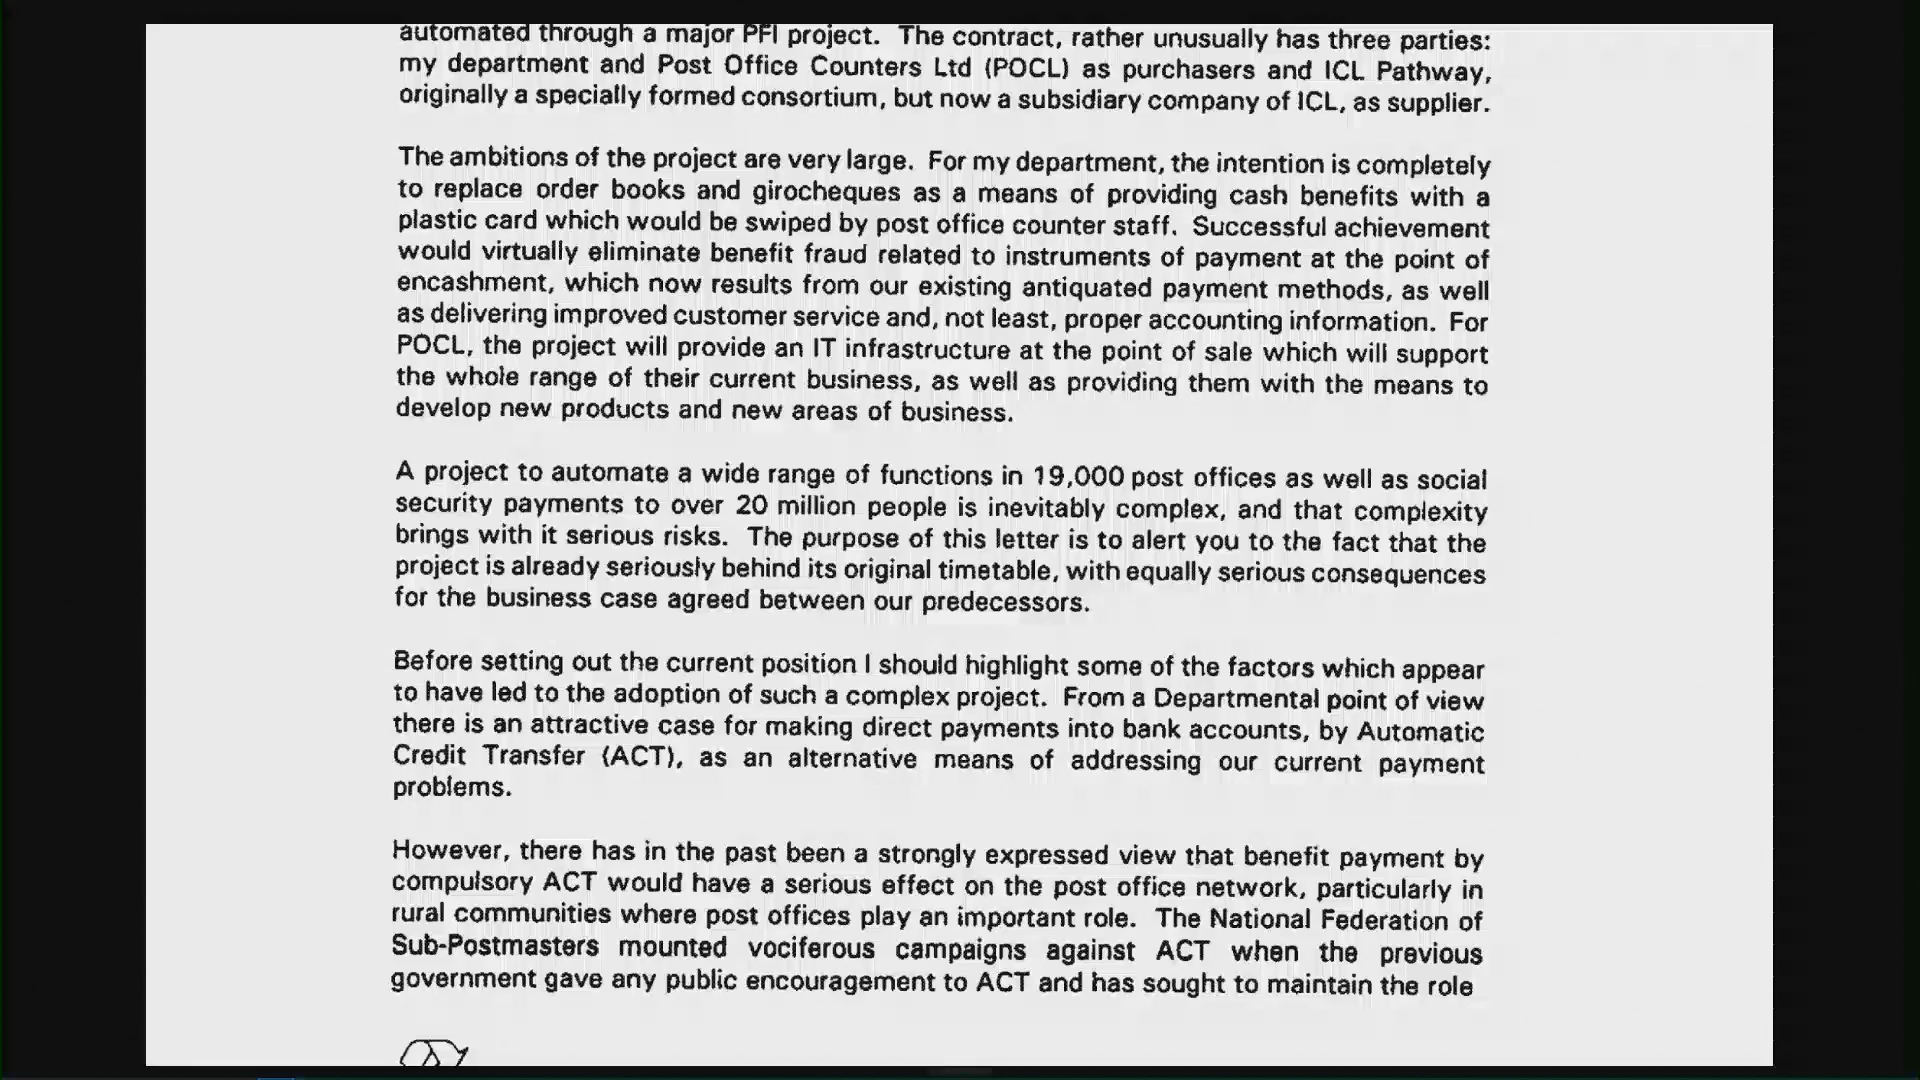 automated through a major PFI project. The contract, rather unusually has three parties:
my department and Post Office Counters Ltd (POCL) as purchasers and ICL Pathway,
originally a specially formed consortium, but now a subsidiary company of ICL, as supplier.
The ambitions of the project are very large. For my department, the intention is completely
to replace order books and girocheques as a means of providing cash benefits with a
plastic card which would be swiped by post office counter staff. Successful achievement
would virtually eliminate benefit fraud related to instruments of payment at the point of
encashment, which now results from our existing antiquated payment methods, as well
as delivering improved customer service and, not least, proper accounting information. For
POCL, the project will provide an IT infrastructure at the point of sale which will support
the whole range of their current business, as well as providing them with the means to
develop new products and new areas of business.
A project to automate a wide range of functions in 19,000 post offices as well as social
security payments to over 20 million people is inevitably complex, and that complexity
brings with it serious risks. The purpose of this letter is to alert you to the fact that the
project is already seriously behind its original timetable, with equally serious consequences
for the business case agreed between our predecessors.
Before setting out the current position I should highlight some of the factors which appear
to have led to the adoption of such a complex project. From a Departmental point of view
there is an attractive case for making direct payments into bank accounts, by Automatic
Credit Transfer (ACT), as an alternative means of addressing our current payment
problems.
However, there has in the past been a strongly expressed view that benefit payment by
compulsory ACT would have a serious effect on the post office network, particularly in
rural communities where post offices play an important role. The National Federation of
Sub-Postmasters mounted vociferous campaigns against ACT when the previous
government gave any public encouragement to ACT and has sought to maintain the role